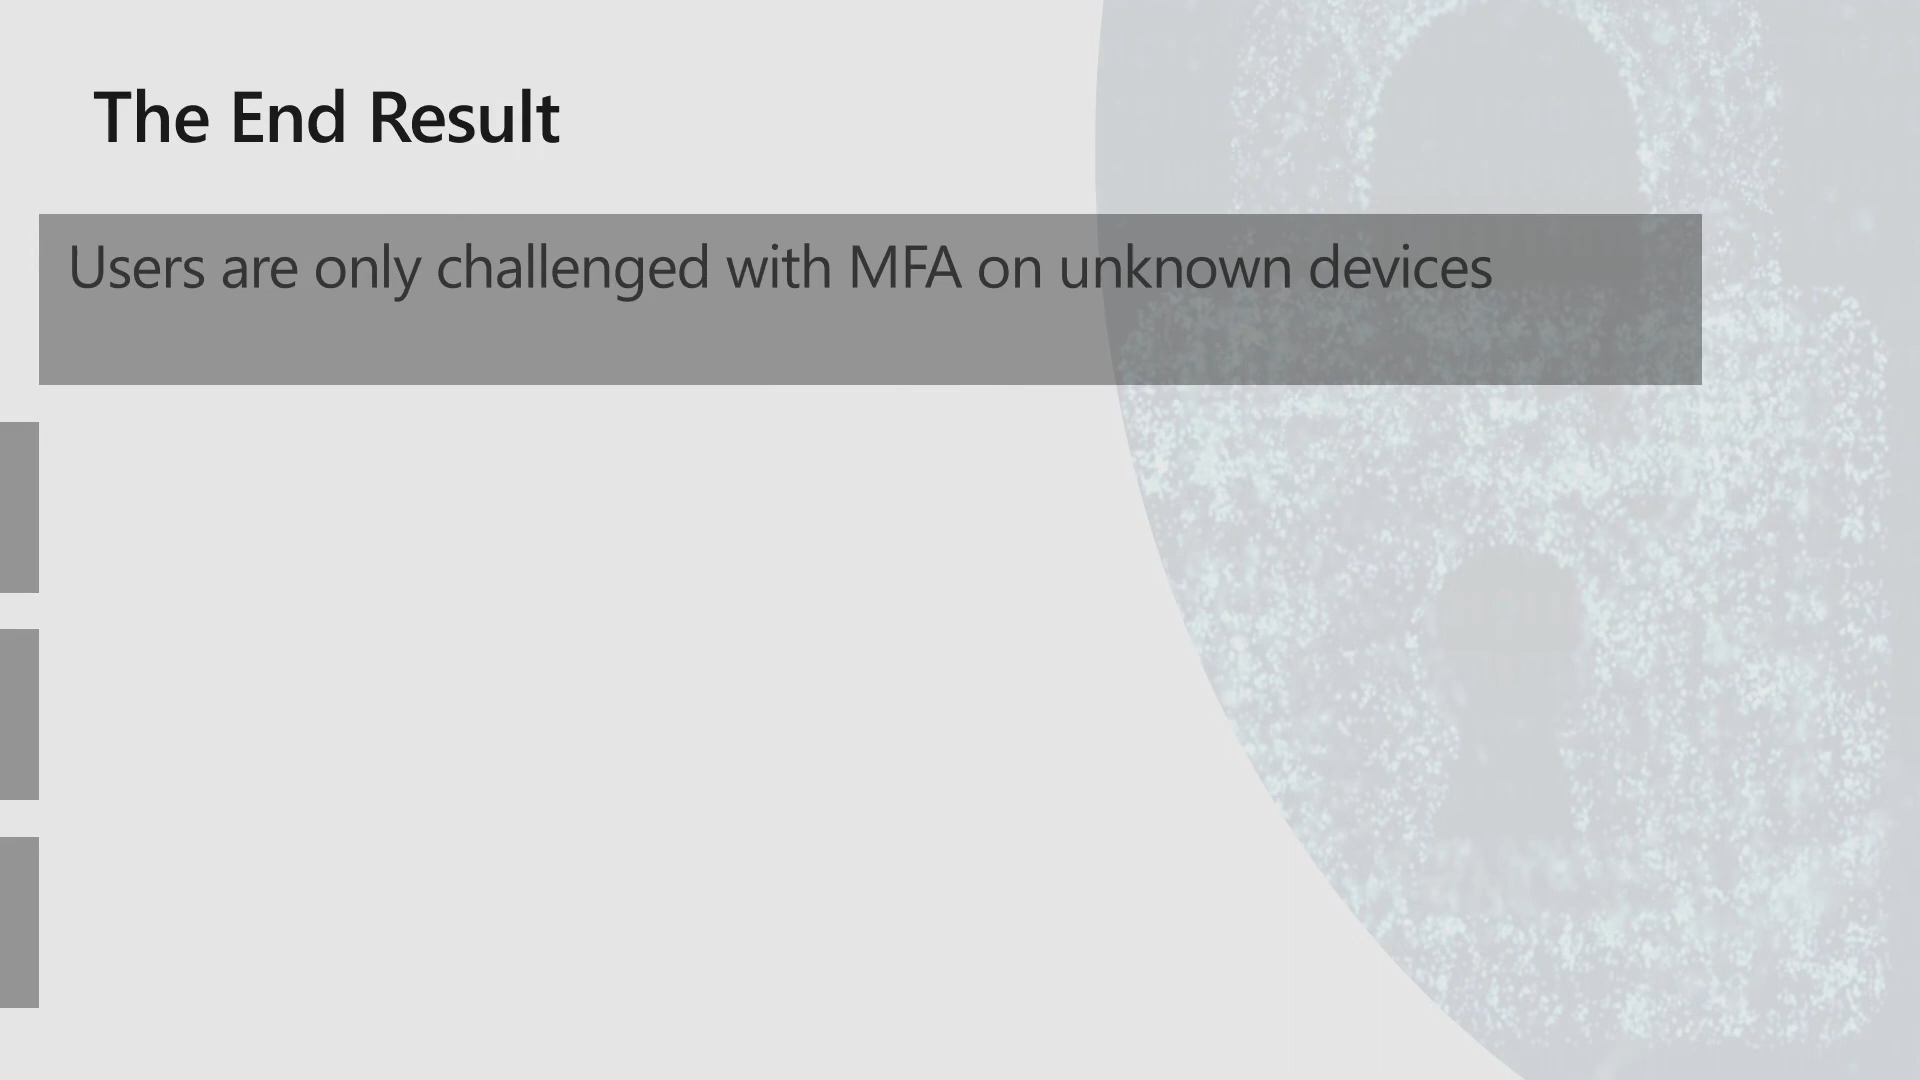 The End Result
Users are only challenged with MFA on unknown devices